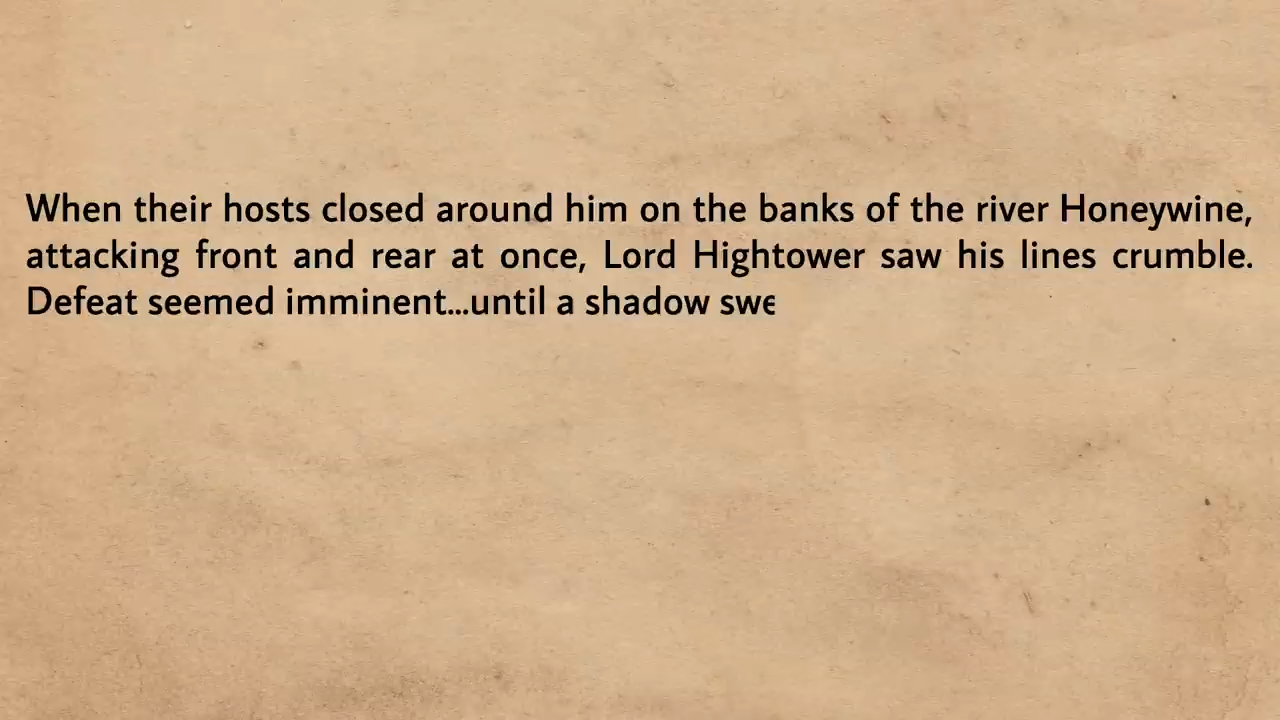 When their hosts closed around him on the banks of the river Honeywine,
attacking front and rear at once, Lord Hightower saw his lines crumble.
Defeat seemed imminent...until a shadow swe